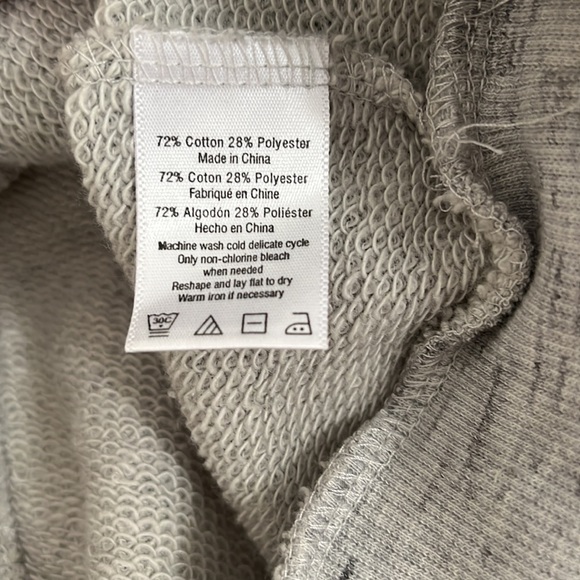 72% Cotton 28% Polyester
Made in China
72% Coton 28% Polyester
Fabriqué en Chine
72% Algodón 28% Poliéster
Hecho en China
Machine wash cold delicate cycle
Only non-chlorine bleach
when needed
Reshape and lay flat to dry
Warm iron if necessary
30C